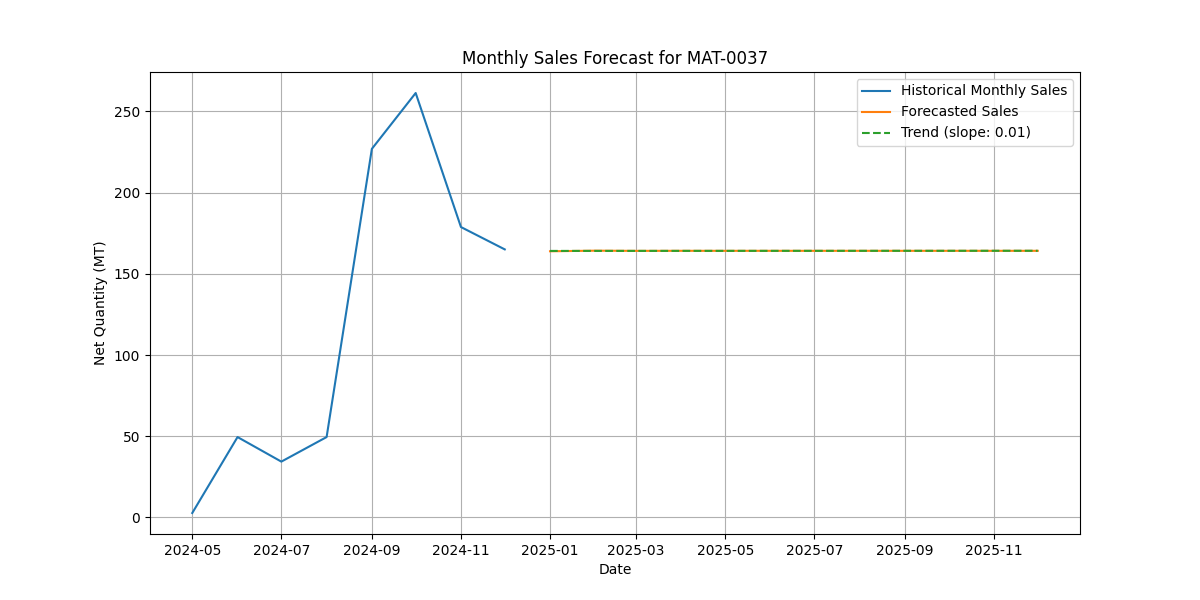 Monthly Sales Forecast for MAT-0037
Historical Monthly Sales
Forecasted Sales
Trend (slope: 0.01)
Net Quantity (MT)
250
200
150
100
50
0
2024-05 2024-07 2024-09 2024-11 2025-01 2025-03 2025-05 2025-07 2025-09 2025-11
Date